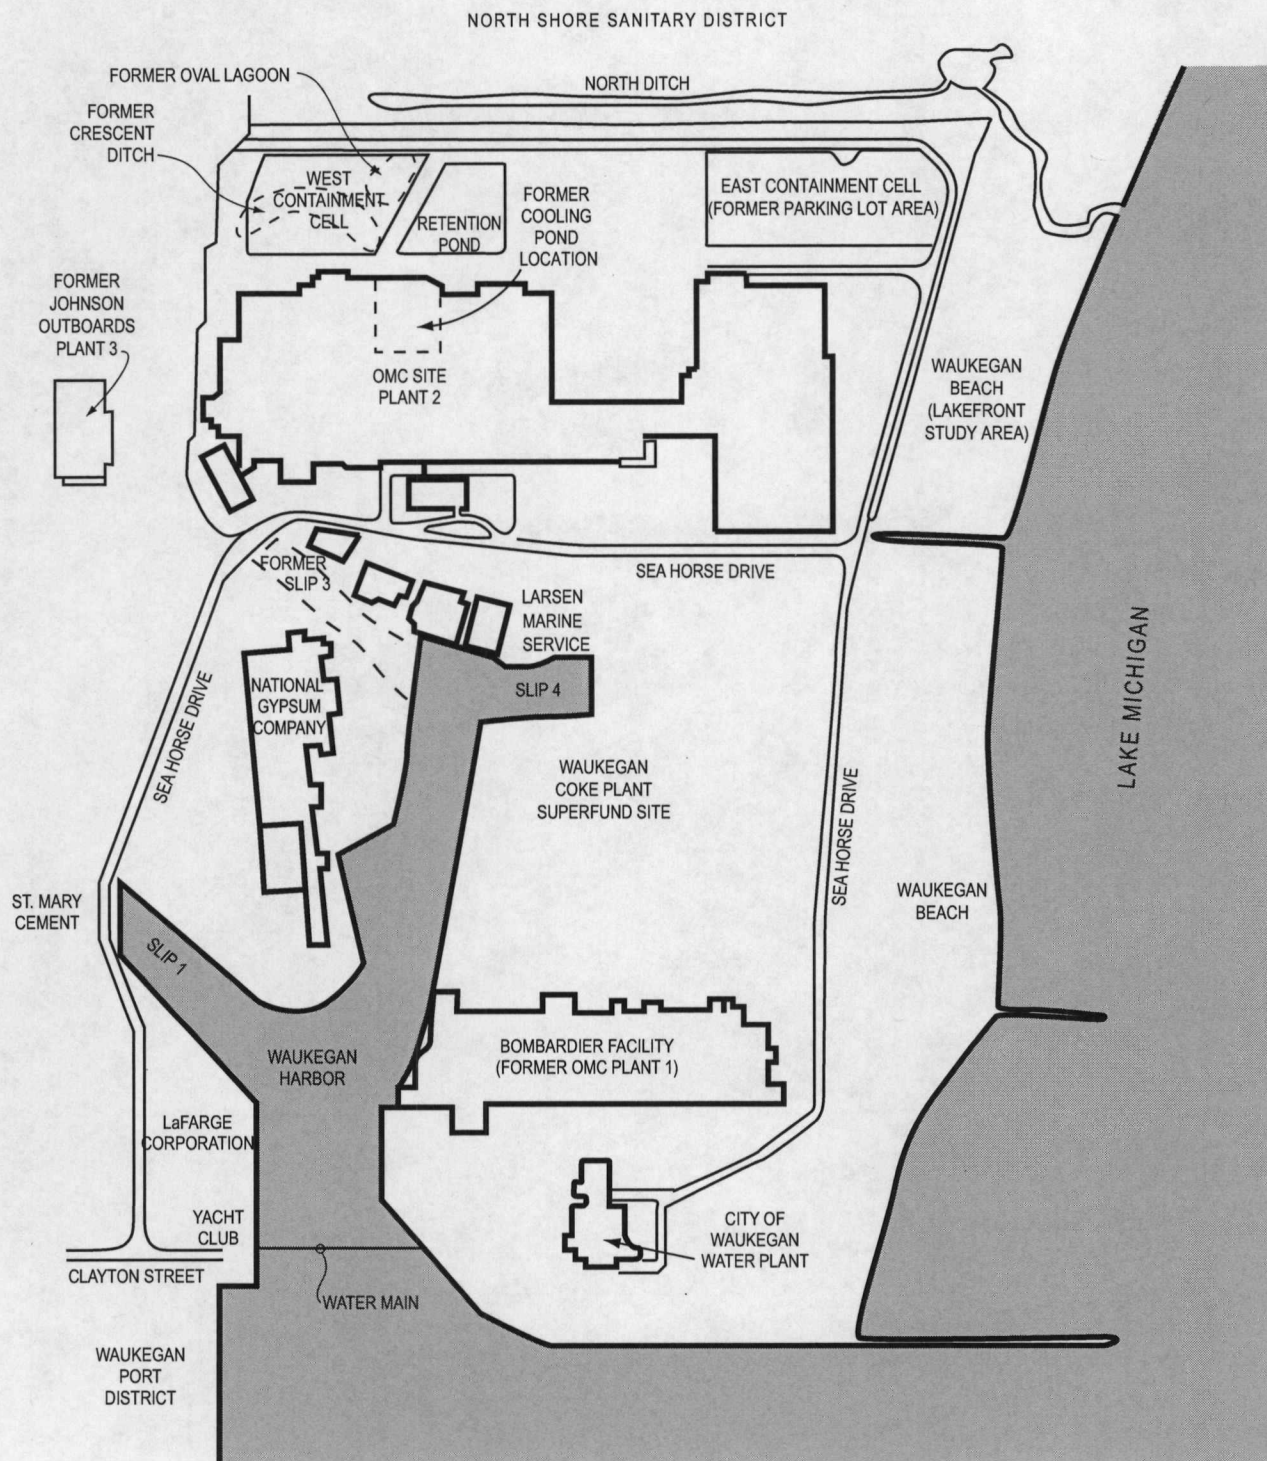 NORTH SHORE SANITARY DISTRICT
FORMER OVAL LAGOON
NORTH DITCH
FORMER
CRESCENT
DITCH
WEST
CONTAINMENT
CELL
RETENTION
POND
FORMER
COOLING
POND
LOCATION
EAST CONTAINMENT CELL
(FORMER PARKING LOT AREA)
FORMER
JOHNSON
OUTBOARDS
PLANT 3
OMC SITE
PLANT 2
WAUKEGAN
BEACH
(LAKEFRONT
STUDY AREA)
FORMER
SLIP 3
SEA HORSE DRIVE
LARSEN
MARINE
SERVICE
SLIP 4
NATIONAL
GYPSUM
COMPANY
SEA HORSE DRIVE
LAKE MICHIGAN
WAUKEGAN
COKE PLANT
SUPERFUND SITE
SEA HORSE DRIVE
WAUKEGAN
BEACH
ST. MARY
CEMENT
SLIP 1
WAUKEGAN
HARBOR
BOMBARDIER FACILITY
(FORMER OMC PLANT 1)
LaFARGE
CORPORATION
YACHT
CLUB
CITY OF
WAUKEGAN
WATER PLANT
CLAYTON STREET
WATER MAIN
WAUKEGAN
PORT
DISTRICT